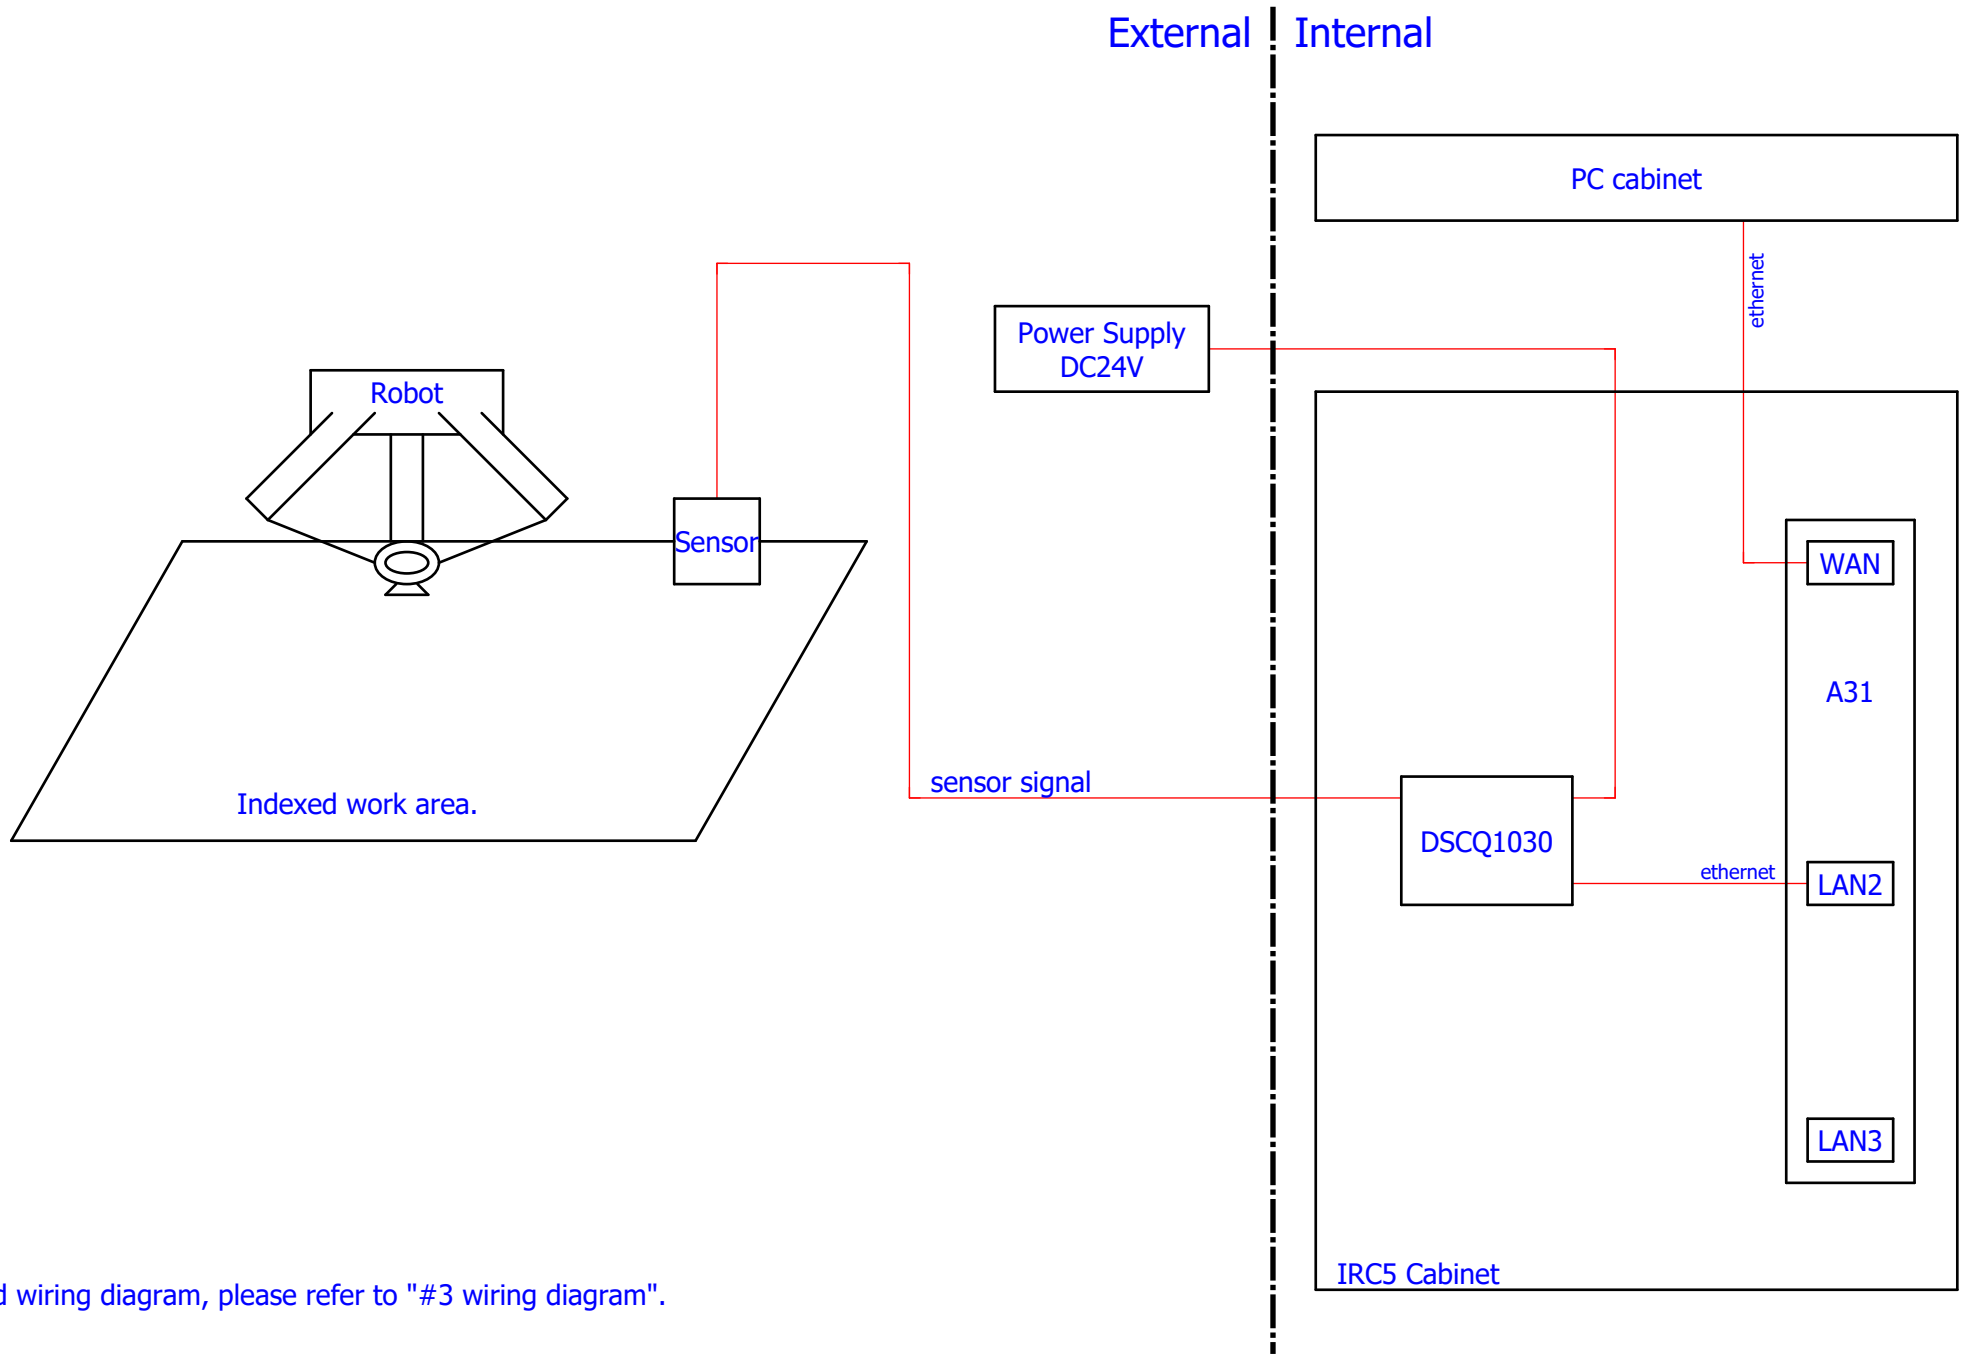 External
Internal
PC cabinet
ethernet
Power Supply
DC24V
Robot
Sensor
WAN
A31
sensor signal
Indexed work area.
DSCQ1030
ethernet
LAN2
LAN3
IRC5 Cabinet
wiring diagram, please refer to "#3 wiring diagram".